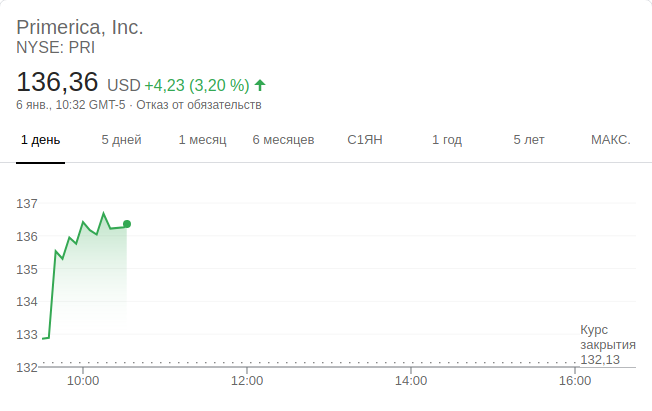 Primerica, Inc.
NYSE: PRI
136,36 USD +4,23 (3,20 %)
6 янв., 10:32 GMT-5 · Отказ от обязательств
1 день 5 дней 1 месяц 6 месяцев С1ЯН 1 год 5 лет МАКС.
137
136
135
134
133
Курс
закрытия
132,13
132
10:00 12:00 14:00 16:00